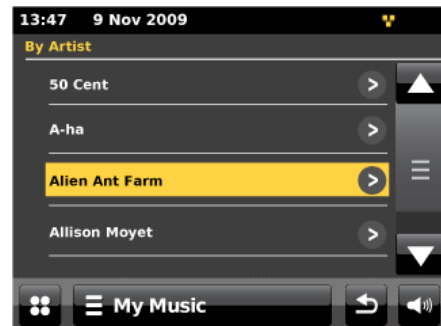 13:47 9 Nov 2009
By Artist
50 Cent
A-ha
Alien Ant Farm
Allison Moyet
My Music